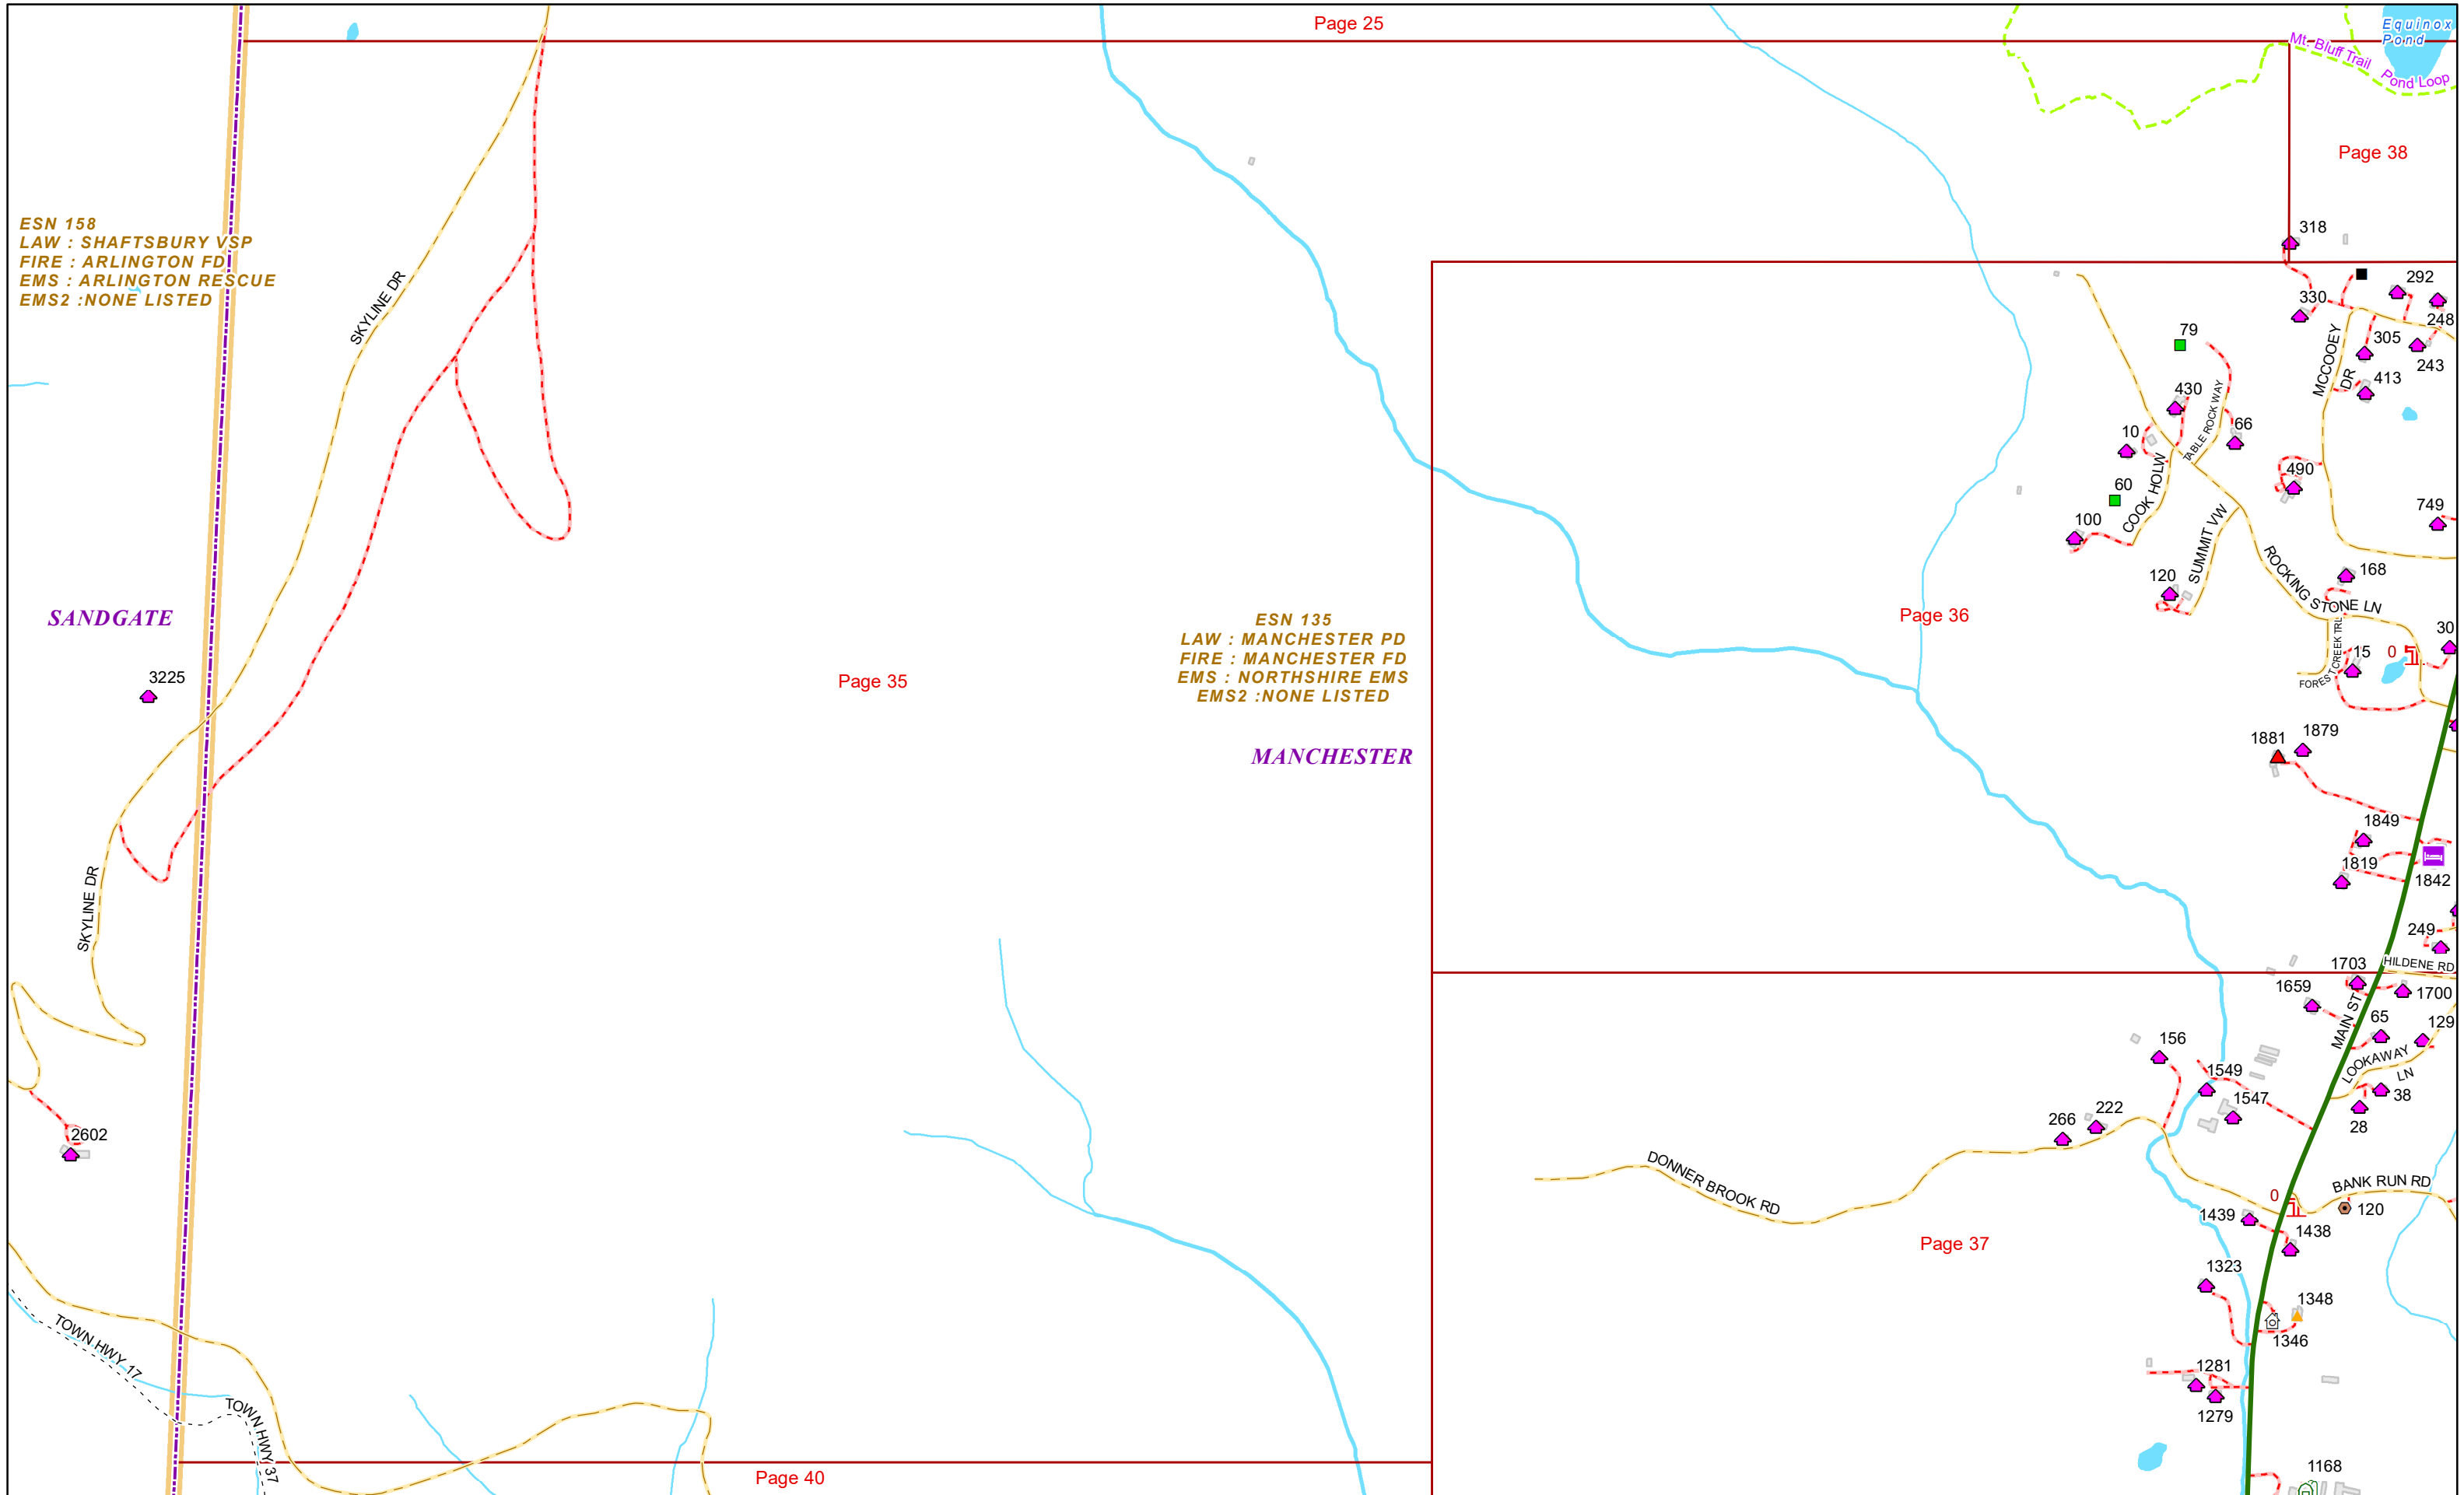 Page 25
Equinox
Pond
Mt. Bluff Trail
Pond Loop
Page 38
ESN 158
LAW : SHAFTSBURY VSP
FIRE : ARLINGTON FD
EMS : ARLINGTON RESCUE
EMS2 :NONE LISTED
SKYLINE DR
318
292
330
248
79
305
243
MCCOOEY
DR
413
430
TABLE ROCK WAY
10
66
490
60
COOK HOLW
100
749
SUMMIT VW
120
168
ROCKING STONE LN
SANDGATE
ESN 135
LAW : MANCHESTER PD
FIRE : MANCHESTER FD
EMS : NORTHSHIRE EMS
EMS2 :NONE LISTED
Page 36
30
0
15
FOREST CREEK TRL
3225
Page 35
MANCHESTER
1881
1879
1849
1819
1842
SKYLINE DR
249
HILDENE RD
1703
1659
1700
MAIN ST
65
129
156
LOOKAWAY
LN
1549
38
1547
266
222
28
2602
DONNER BROOK RD
BANK RUN RD
0
120
1439
1438
Page 37
1323
1348
1346
TOWN HWY 17
1281
1279
TOWN HWY 37
Page 40
1168